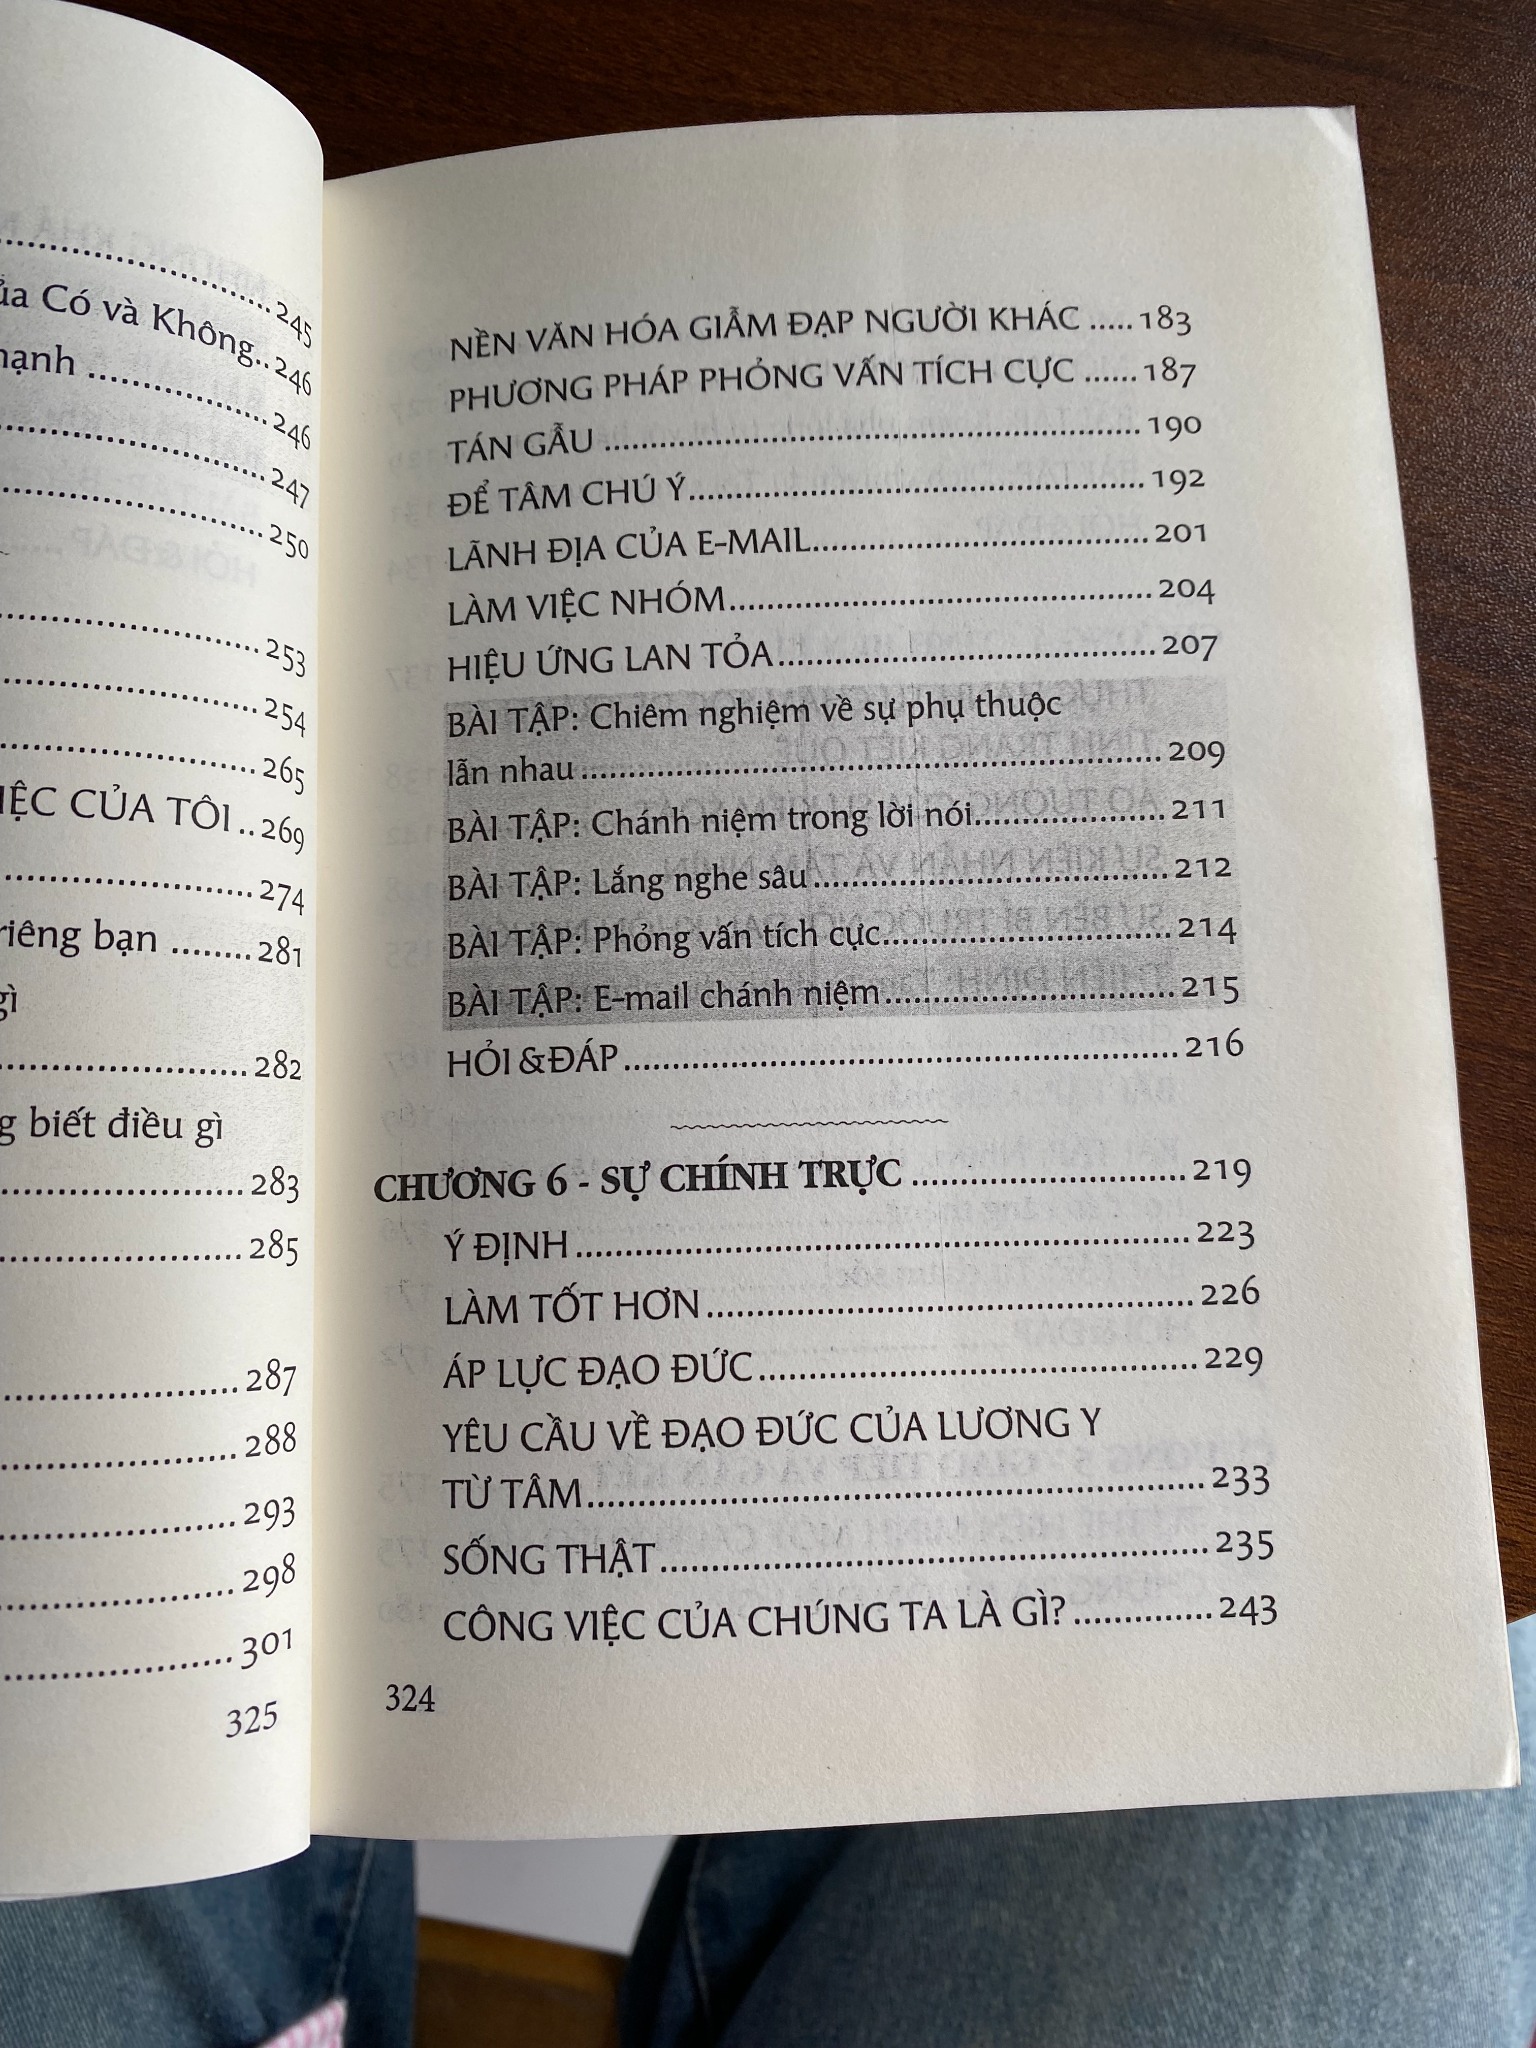 245
Có và Không.. 246
............ 246
................. 247
................. 250
................. 253
................. 254
................. 265
CỦA TÔI .. 269
................. 274
riêng bạn ........ 281
gì
................. 282
biết điều gì
................. 283
................. 285
................. 287
................. 288
................. 293
................. 298
................. 301
325
NỀN VĂN HÓA GIẪM ĐẠP NGƯỜI KHÁC ..... 183
PHƯƠNG PHÁP PHỎNG VẤN TÍCH CỰC ...... 187
TÁN GẪU ................. 190
ĐỂ TÂM CHÚ Ý................. 192
LÃNH ĐỊA CỦA E-MAIL................. 201
LÀM VIỆC NHÓM................. 204
HIỆU ỨNG LAN TỎA................. 207
BÀI TẬP: Chiêm nghiệm về sự phụ thuộc
lẫn nhau ................. 209
BÀI TẬP: Chánh niệm trong lời nói................. 211
BÀI TẬP: Lắng nghe sâu................. 212
BÀI TẬP: Phỏng vấn tích cực................. 214
BÀI TẬP: E-mail chánh niệm................. 215
HỎI &ĐÁP ................. 216
CHƯƠNG 6 - SỰ CHÍNH TRỰC ................. 219
Ý ĐỊNH ................. 223
LÀM TỐT HƠN ................. 226
ÁP LỰC ĐẠO ĐỨC................. 229
YÊU CẦU VỀ ĐẠO ĐỨC CỦA LƯƠNG Y
TỪ TÂM................. 233
SỐNG THẬT................. 235
CÔNG VIỆC CỦA CHÚNG TA LÀ GÌ? .............. 243
324